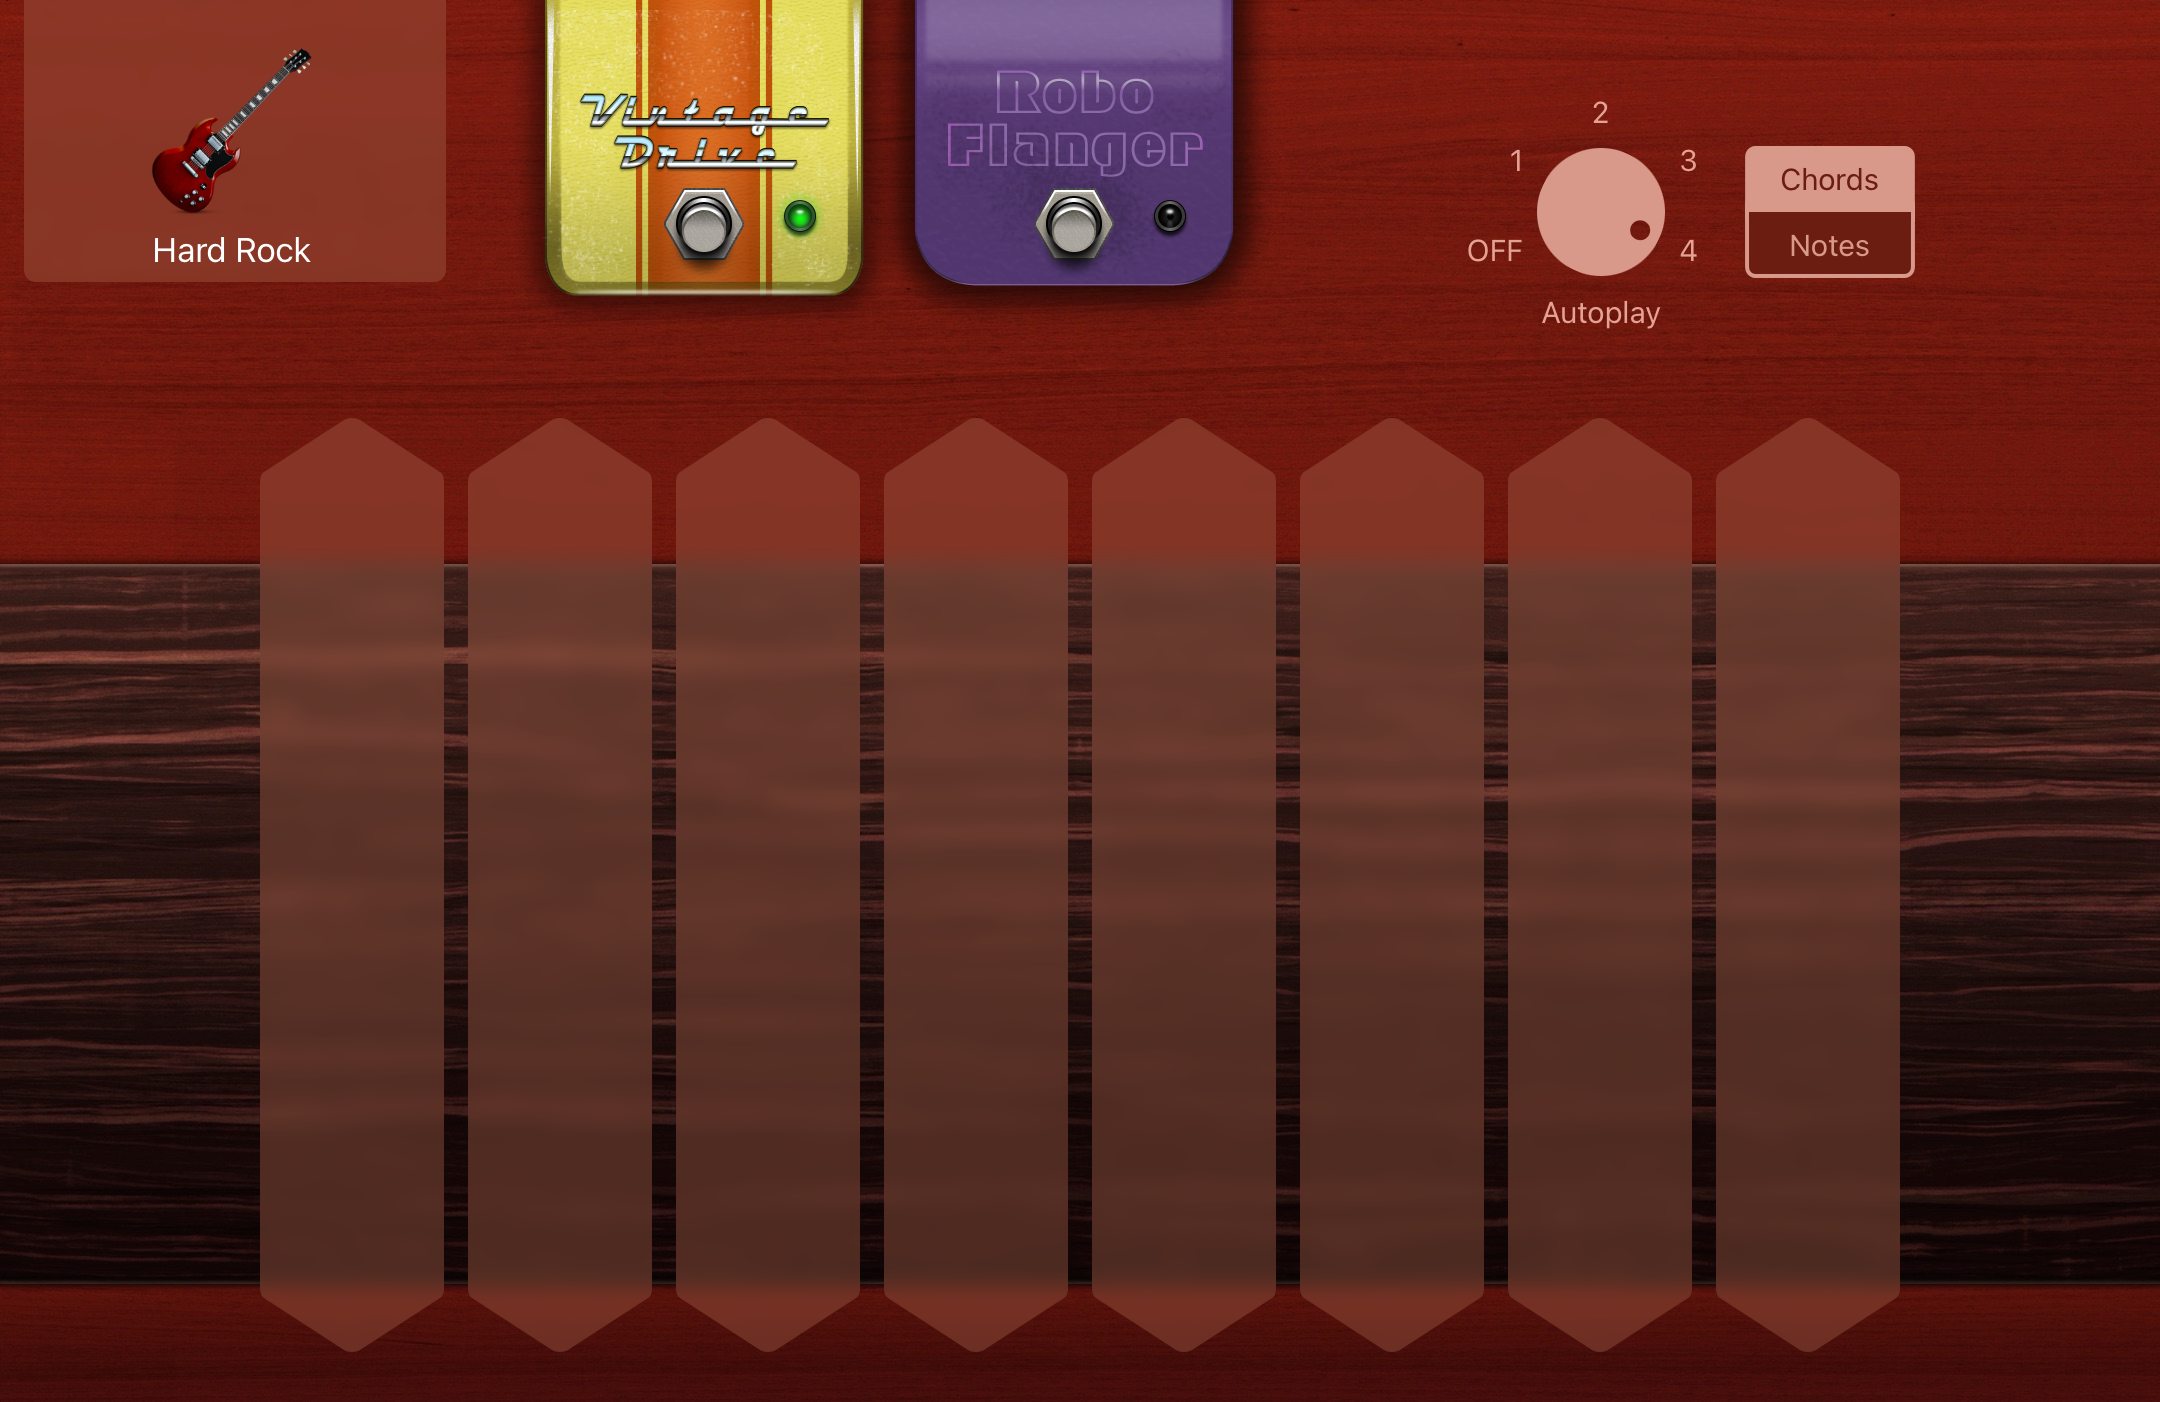 Hard Rock
Vintage
Drive
Robo
Flanger
2
1
3
OFF
4
Autoplay
Chords
Notes